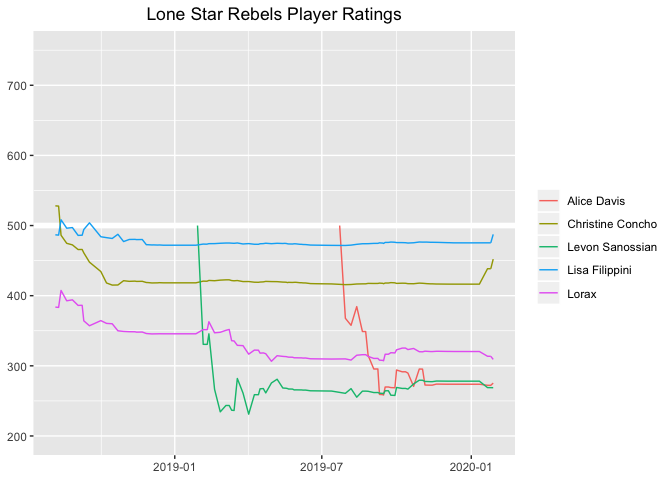 Lone Star Rebels Player Ratings
700
600
500
400
300
200
2019-01
2019-07
2020-01
Alice Davis
Christine Concho
Levon Sanossian
Lisa Filippini
Lorax